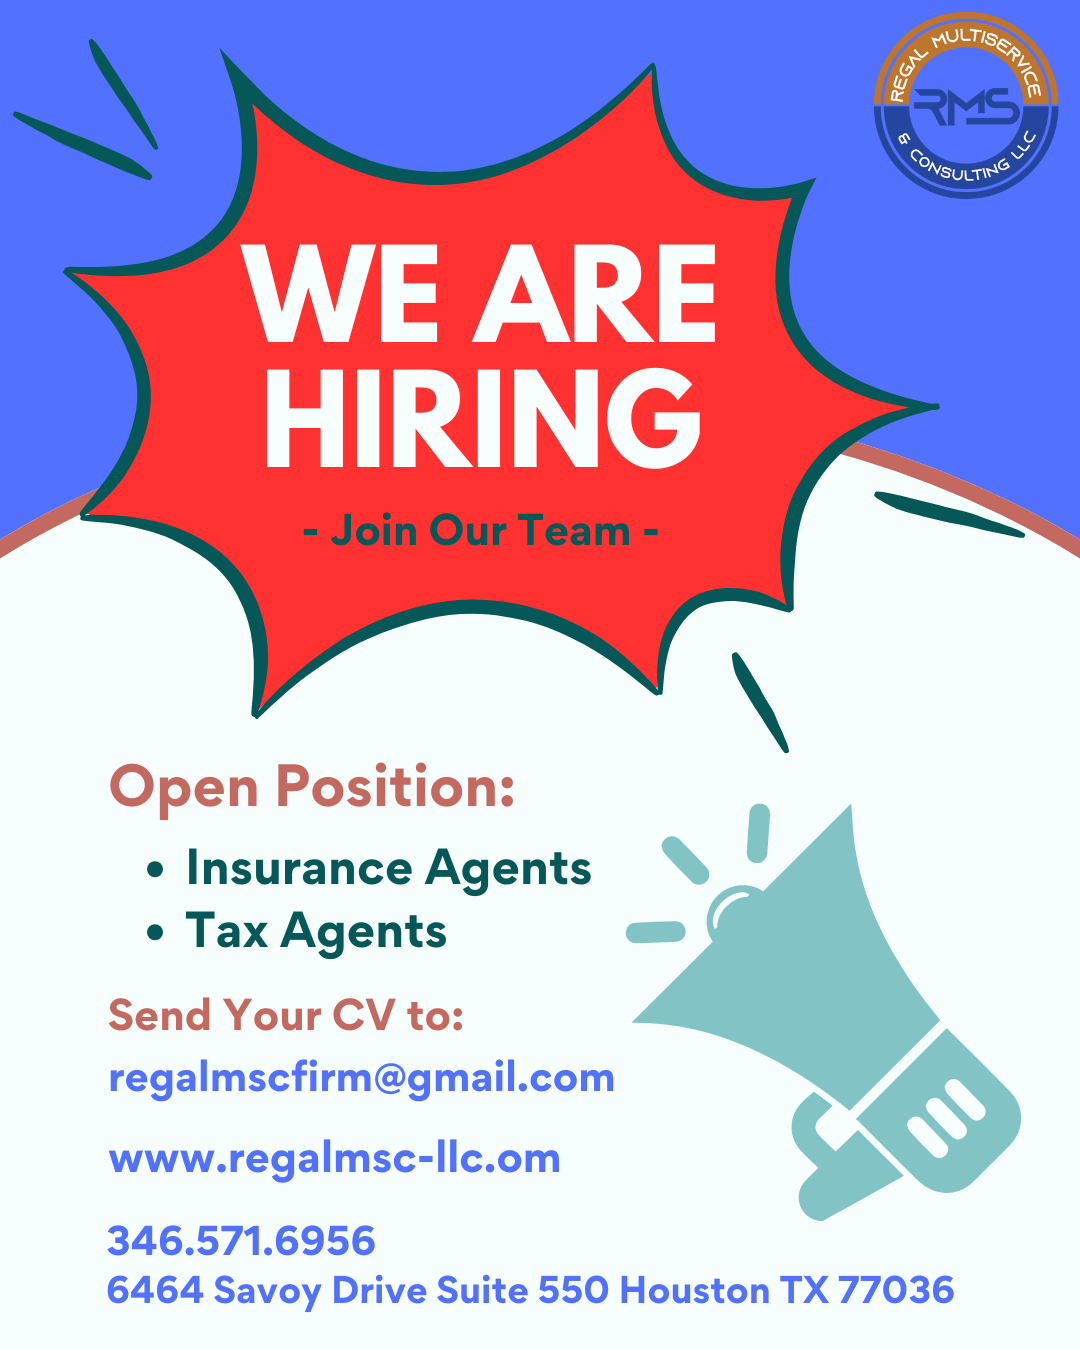 REGAL MULTISERVICE
RMS
& CONSULTING LLC
WE ARE
HIRING
- Join Our Team -
Open Position:
• Insurance Agents
• Tax Agents
Send Your CV to:
regalmscfirm@gmail.com
www.regalmsc-llc.om
346.571.6956
6464 Savoy Drive Suite 550 Houston TX 77036